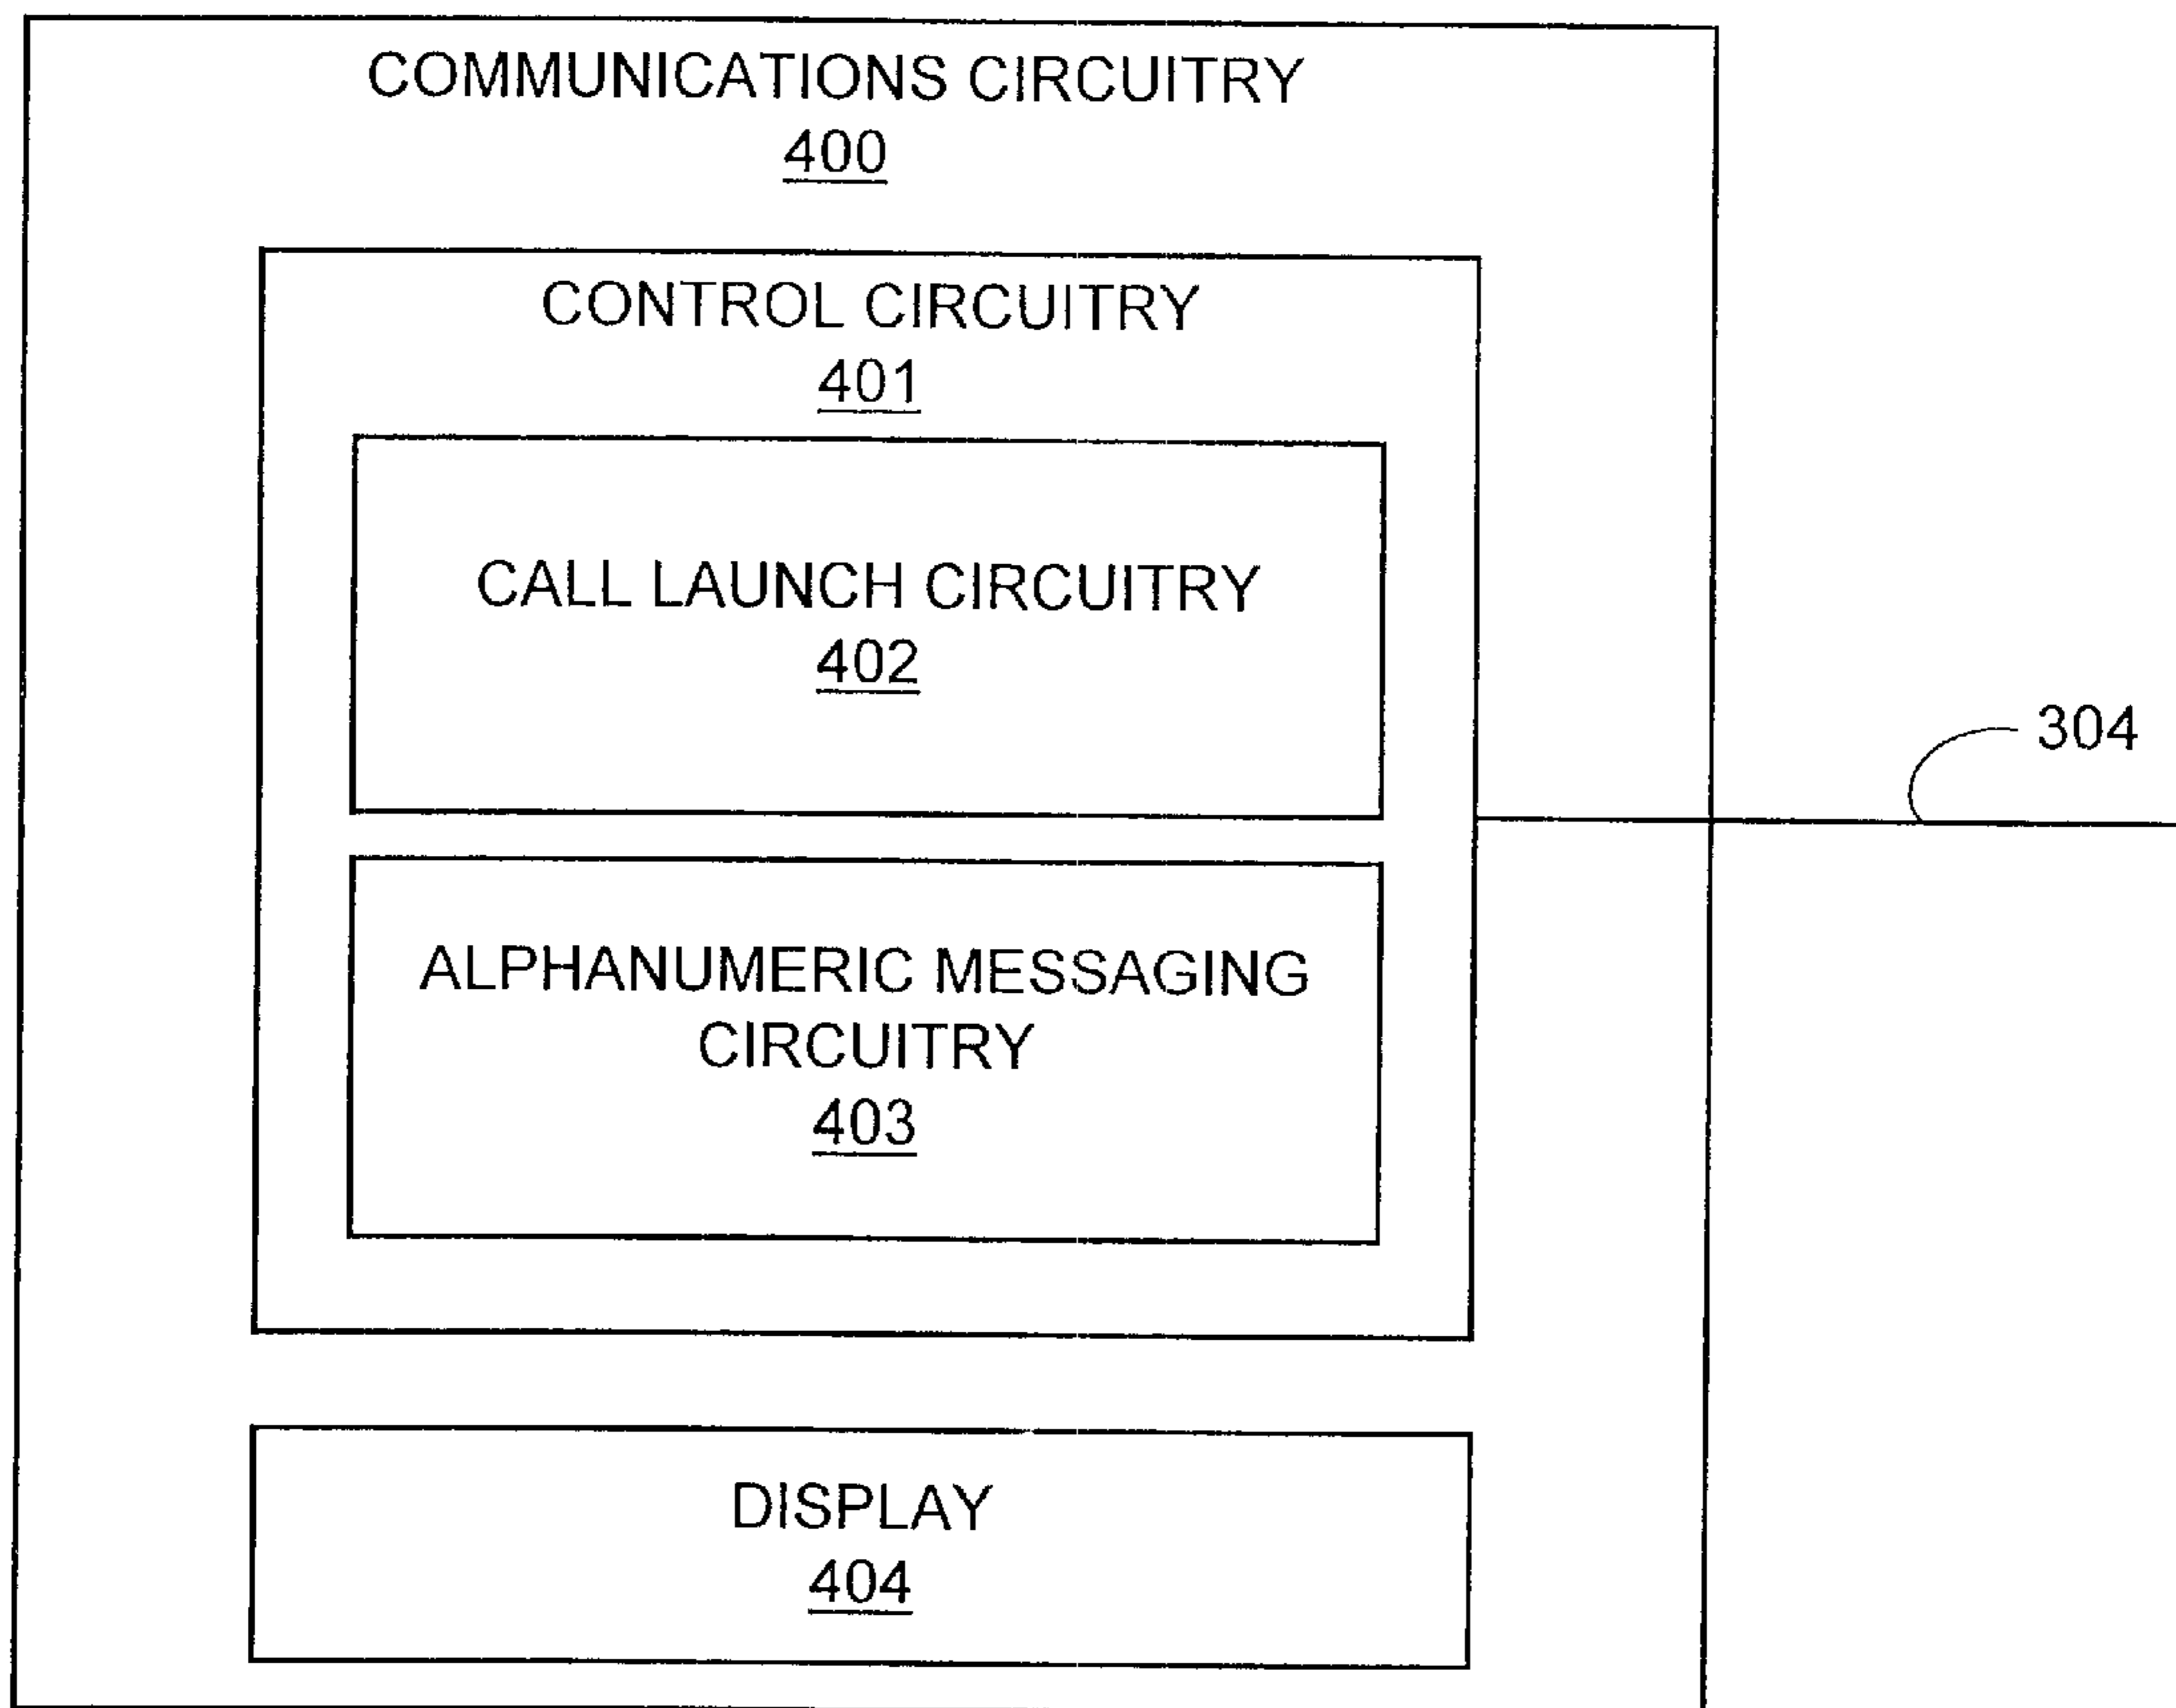 COMMUNICATIONS CIRCUITRY
400
CONTROL CIRCUITRY
401
CALL LAUNCH CIRCUITRY
402
304
ALPHANUMERIC MESSAGING
CIRCUITRY
403
DISPLAY
404